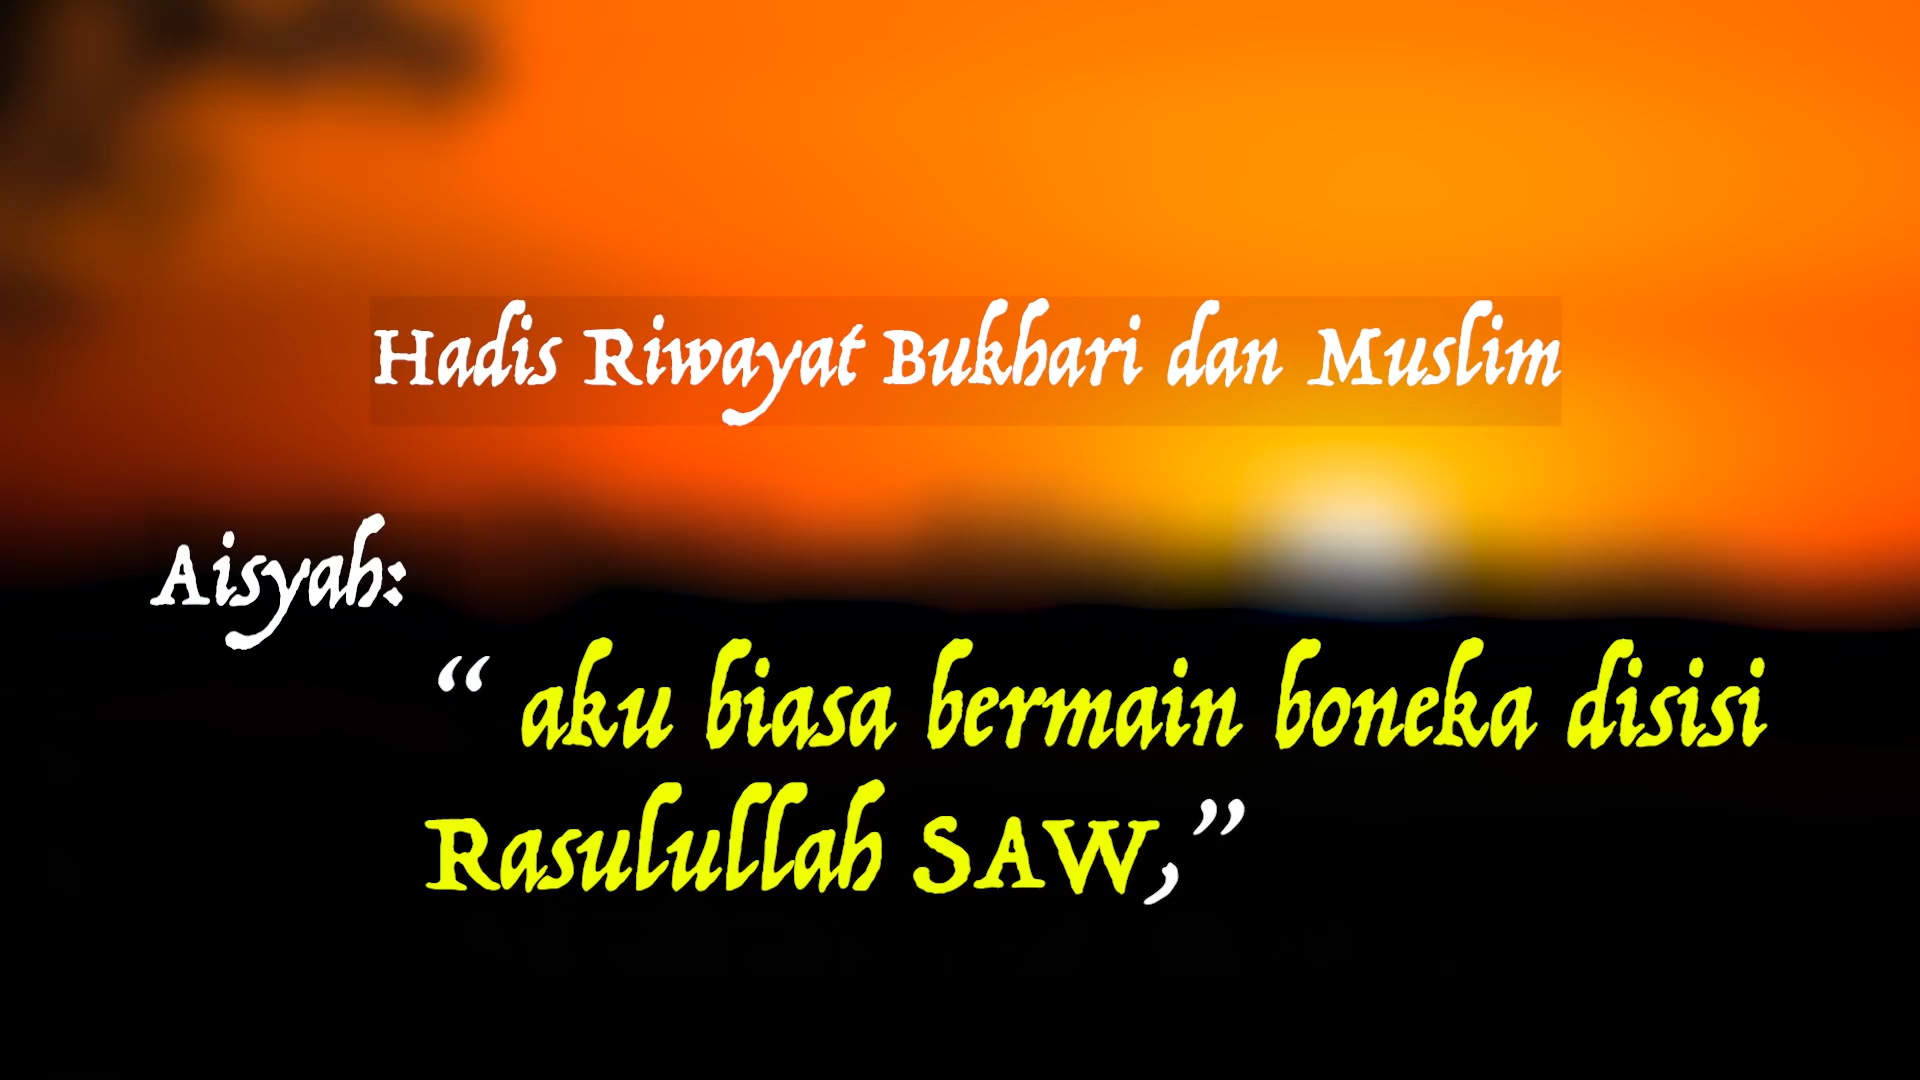 Hadis Riwayat Bukhari dan Muslim
Aisyah:
“ aku biasa bermain boneka disisi
Rasulullah SAW,”